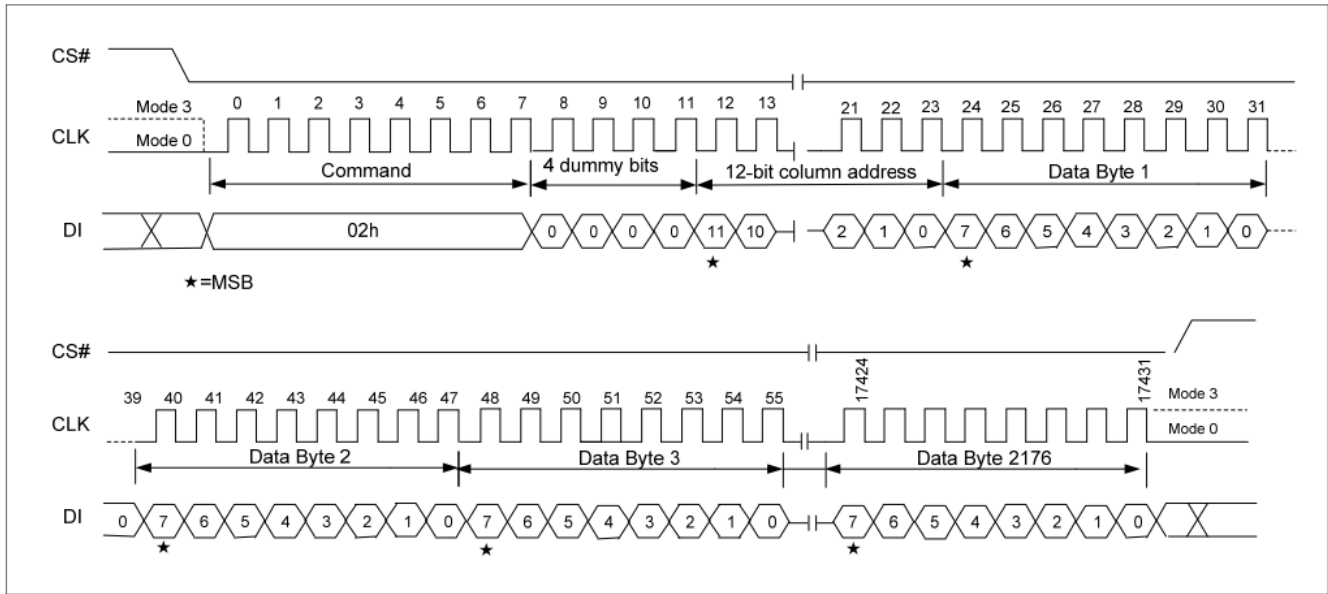 CS#
Mode 3 0 1 2 3 4 5 6 7 8 9 10 11 12 13 21 22 23 24 25 26 27 28 29 30 31
CLK Mode 0
Command 4 dummy bits 12-bit column address Data Byte 1
DI 02h 0 0 0 0 11 10 2 1 0 7 6 5 4 3 2 1 0
★ ★
★=MSB
CS#
39 40 41 42 43 44 45 46 47 48 49 50 51 52 53 54 55 17424 17431 Mode 3
CLK Mode 0
Data Byte 2 Data Byte 3 Data Byte 2176
DI 0 7 6 5 4 3 2 1 0 7 6 5 4 3 2 1 0 7 6 5 4 3 2 1 0
★ ★ ★